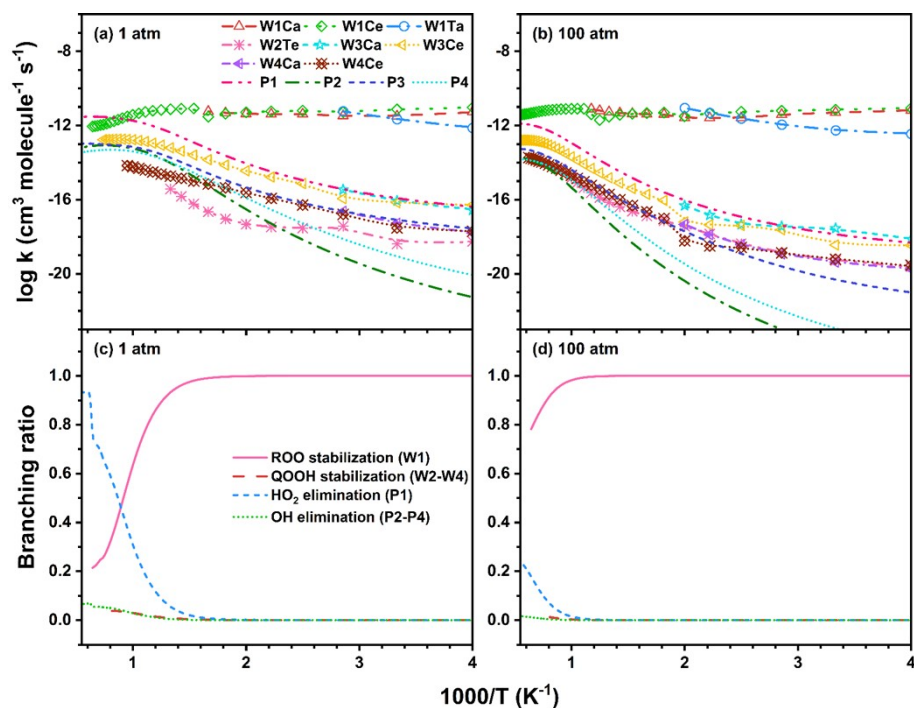 (a) 1 atm
W1Ca W1Ce W1Ta
W2Te W3Ca W3Ce
W4Ca W4Ce
P1 P2 P3 P4
(b) 100 atm
log k (cm³ molecule⁻¹ s⁻¹)
-8
-12
-16
-20
-8
-12
-16
-20
(c) 1 atm
(d) 100 atm
Branching ratio
1.0
0.8
0.6
0.4
0.2
0.0
1.0
0.8
0.6
0.4
0.2
0.0
ROO stabilization (W1)
QOOH stabilization (W2-W4)
HO₂ elimination (P1)
OH elimination (P2-P4)
1 2 3 4
1 2 3 4
1000/T (K⁻¹)